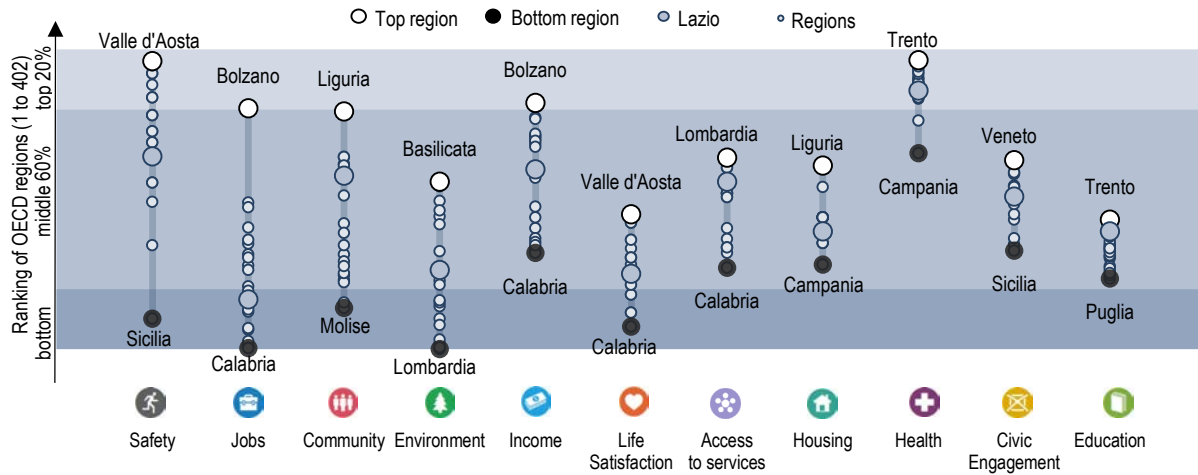 Top region
Bottom region
Lazio
Regions
Ranking of OECD regions (1 to 402)
bottom
middle 60%
top 20%
Valle d'Aosta
Bolzano
Liguria
Basilicata
Bolzano
Valle d'Aosta
Lombardia
Liguria
Trento
Veneto
Trento
Sicilia
Calabria
Molise
Lombardia
Calabria
Calabria
Calabria
Campania
Campania
Sicilia
Puglia
Safety
Jobs
Community
Environment
Income
Life
Satisfaction
Access
to services
Housing
Health
Civic
Engagement
Education